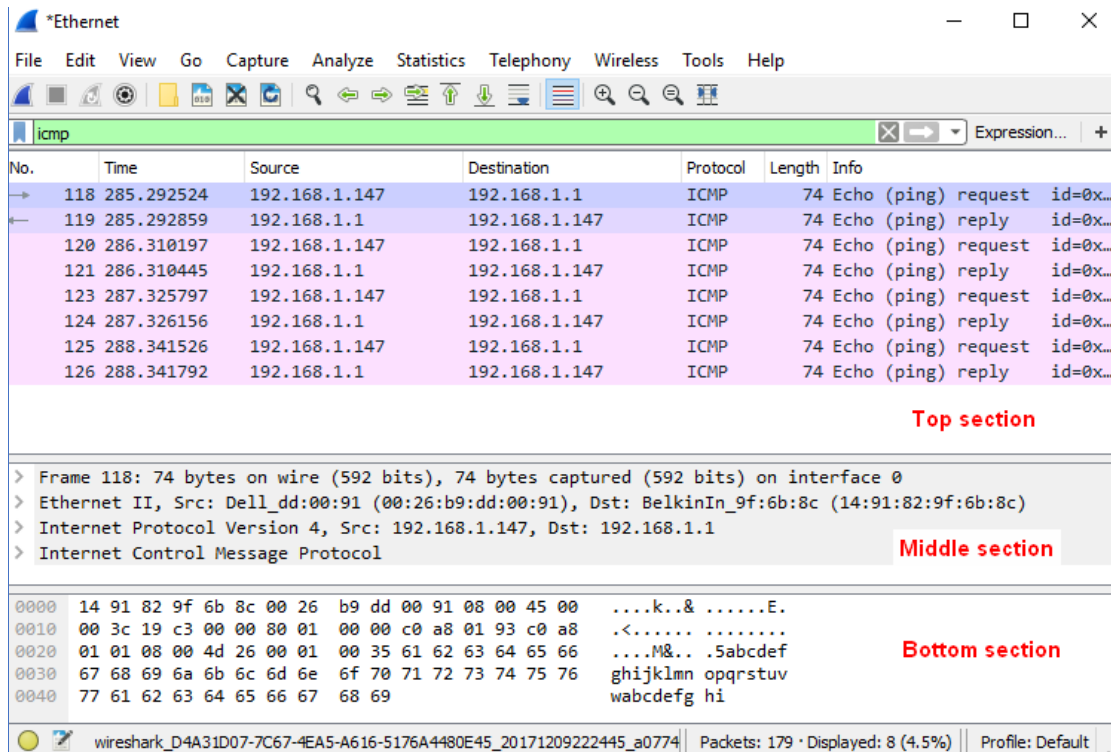 *Ethernet
File Edit View Go Capture Analyze Statistics Telephony Wireless Tools Help
icmp Expression... +
No. Time Source Destination Protocol Length Info
118 285.292524 192.168.1.147 192.168.1.1 ICMP 74 Echo (ping) request id=0x…
119 285.292859 192.168.1.1 192.168.1.147 ICMP 74 Echo (ping) reply id=0x…
120 286.310197 192.168.1.147 192.168.1.1 ICMP 74 Echo (ping) request id=0x…
121 286.310445 192.168.1.1 192.168.1.147 ICMP 74 Echo (ping) reply id=0x…
123 287.325797 192.168.1.147 192.168.1.1 ICMP 74 Echo (ping) request id=0x…
124 287.326156 192.168.1.1 192.168.1.147 ICMP 74 Echo (ping) reply id=0x…
125 288.341526 192.168.1.147 192.168.1.1 ICMP 74 Echo (ping) request id=0x…
126 288.341792 192.168.1.1 192.168.1.147 ICMP 74 Echo (ping) reply id=0x…
Top section
> Frame 118: 74 bytes on wire (592 bits), 74 bytes captured (592 bits) on interface 0
> Ethernet II, Src: Dell_dd:00:91 (00:26:b9:dd:00:91), Dst: BelkinIn_9f:6b:8c (14:91:82:9f:6b:8c)
> Internet Protocol Version 4, Src: 192.168.1.147, Dst: 192.168.1.1
> Internet Control Message Protocol
Middle section
0000 14 91 82 9f 6b 8c 00 26 b9 dd 00 91 08 00 45 00 ....k..& ......E.
0010 00 3c 19 c3 00 00 80 01 00 00 c0 a8 01 93 c0 a8 .<...... ........
0020 01 01 08 00 4d 26 00 01 00 35 61 62 63 64 65 66 ....M&.. .5abcdef
0030 67 68 69 6a 6b 6c 6d 6e 6f 70 71 72 73 74 75 76 ghijklmn opqrstuv
0040 77 61 62 63 64 65 66 67 68 69 wabcdefg hi
Bottom section
wireshark_D4A31D07-7C67-4EA5-A616-5176A4480E45_20171209222445_a0774 Packets: 179 · Displayed: 8 (4.5%) Profile: Default